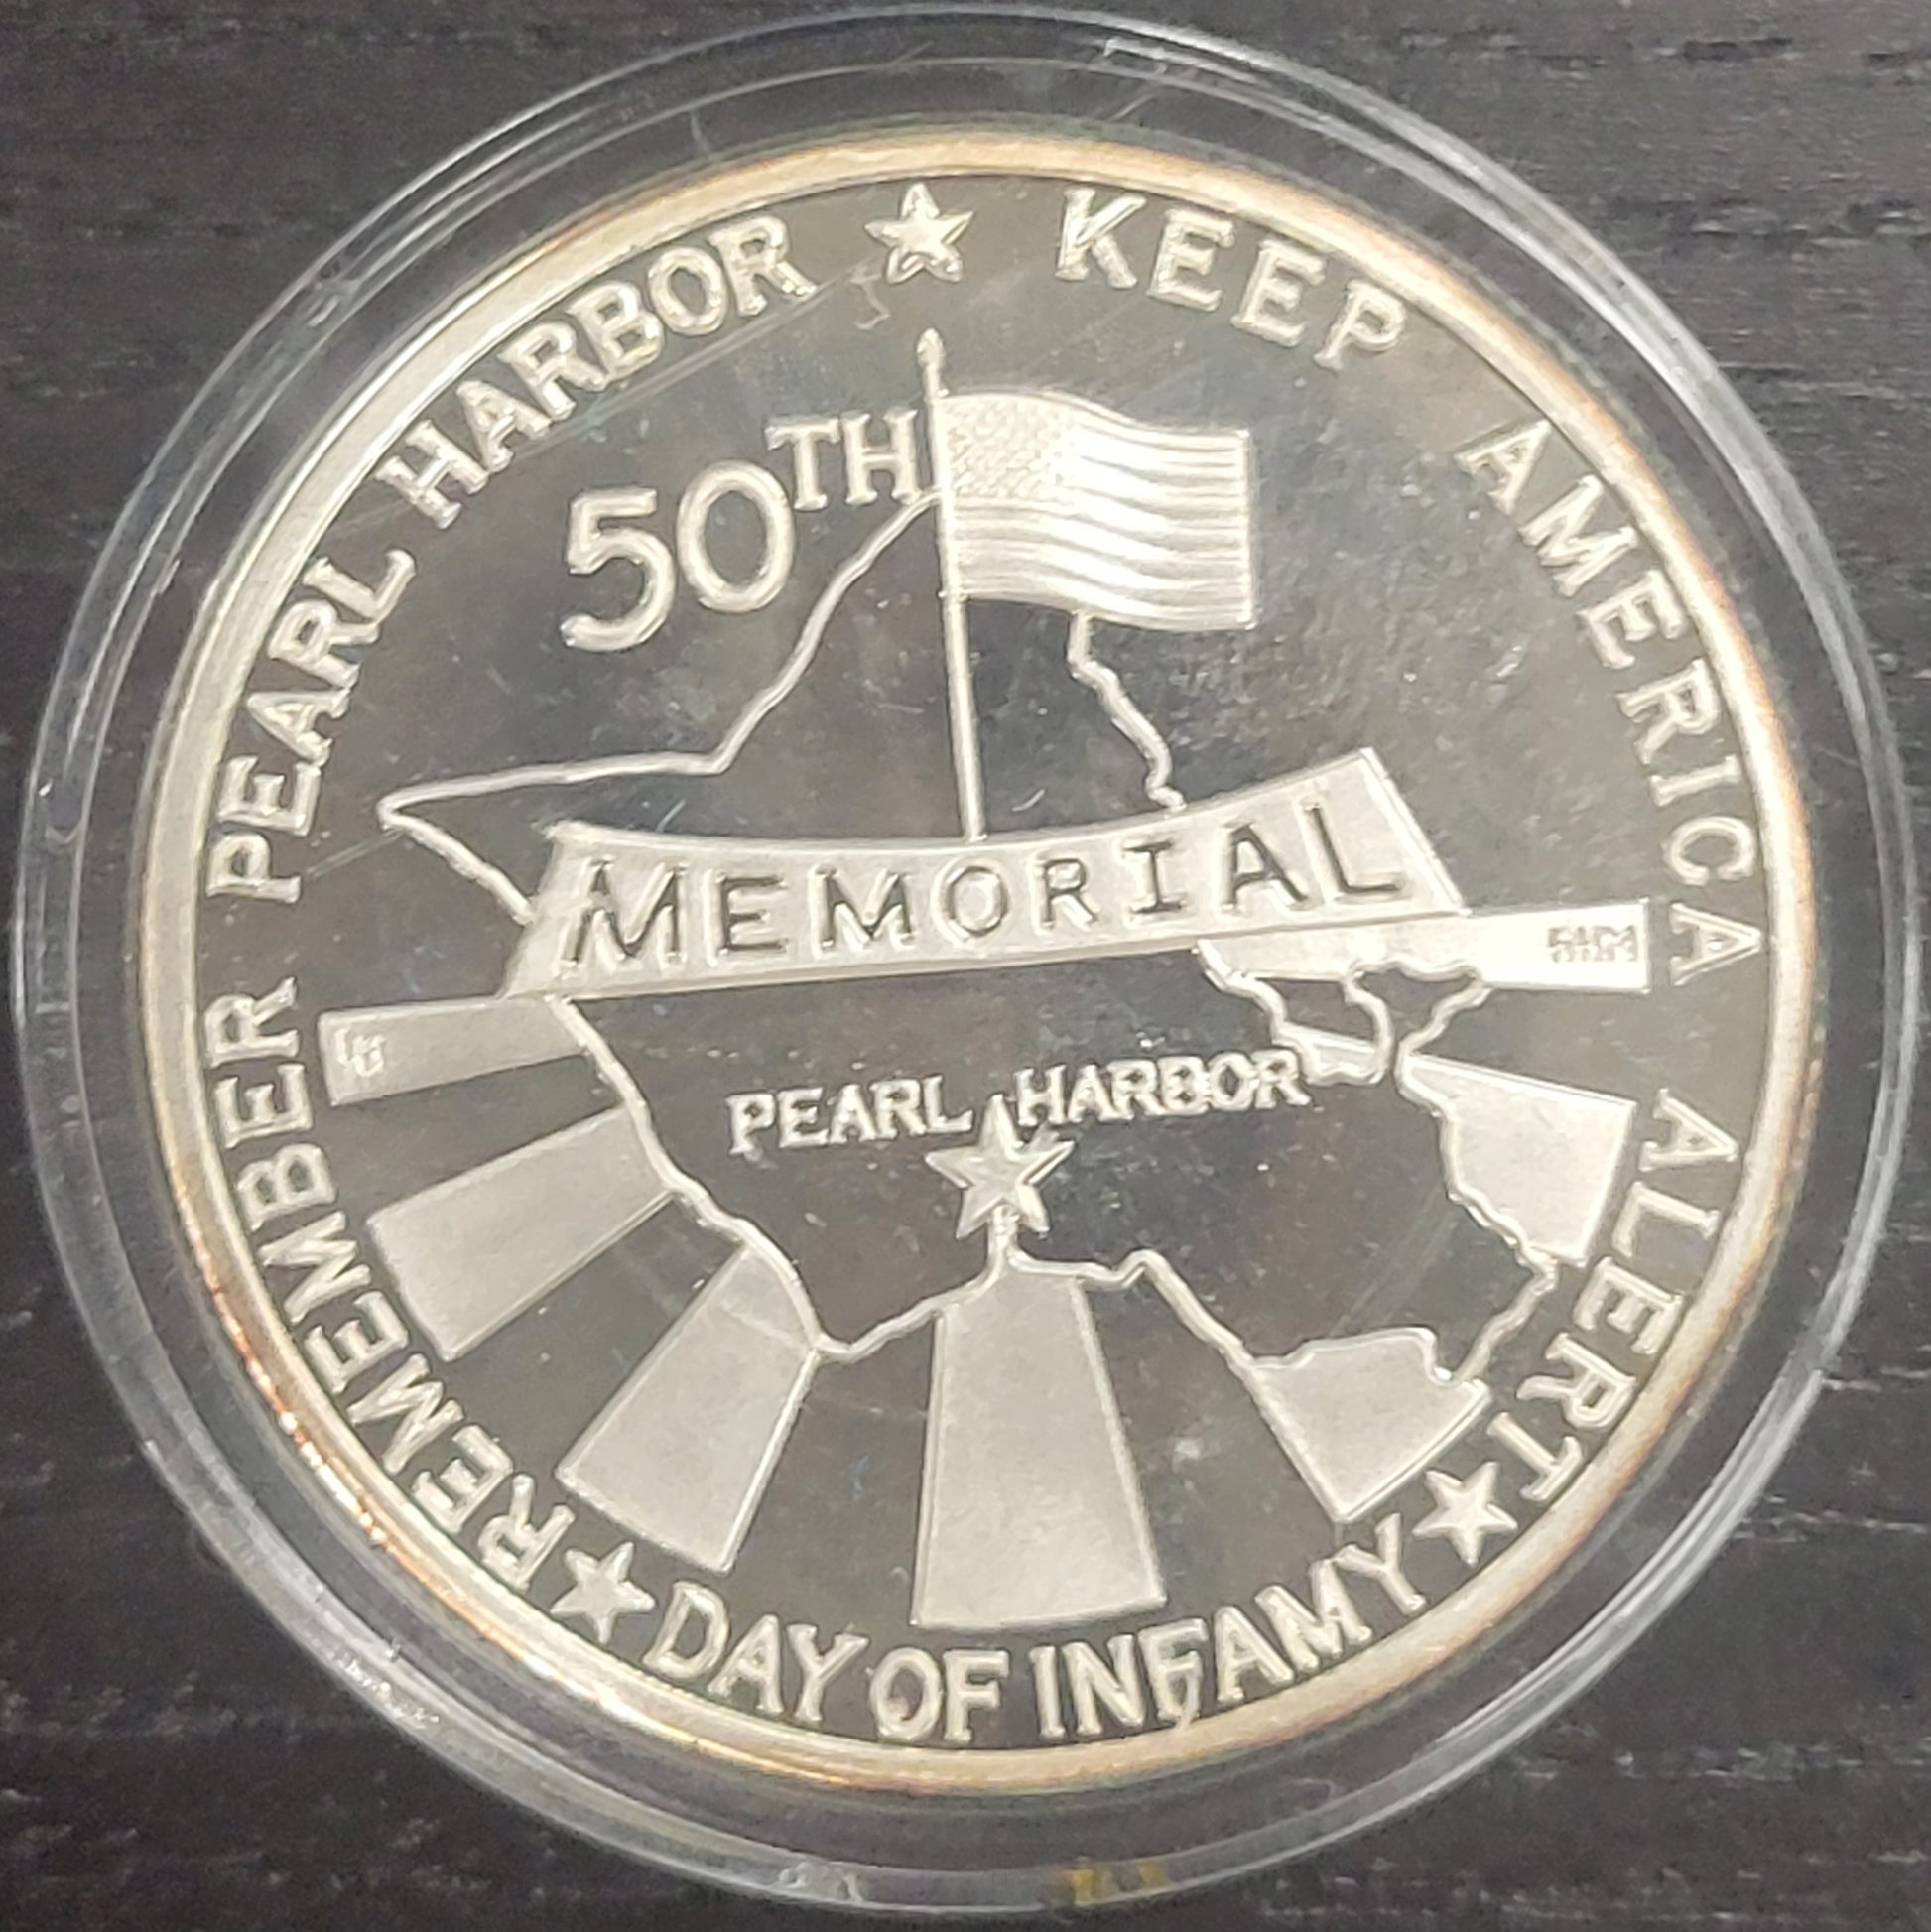 REMEMBER PEARL HARBOR ★ KEEP AMERICA ALERT
50TH
MEMORIAL
PEARL HARBOR
★ DAY OF INFAMY ★